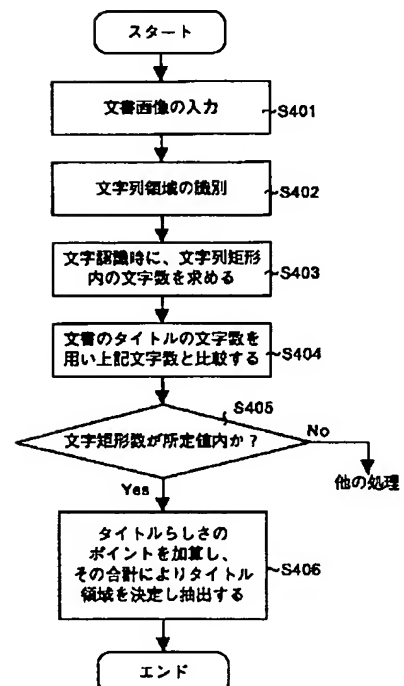 スタート
文書画像の入力
S401
文字列領域の識別
S402
文字認識時に、文字列矩形
内の文字数を求める
S403
文書のタイトルの文字数を
用い上記文字数と比較する
S404
S405
文字矩形数が所定値内か?
No
他の処理
Yes
タイトルらしさの
ポイントを加算し、
その合計によりタイトル
領域を決定し抽出する
S406
エンド